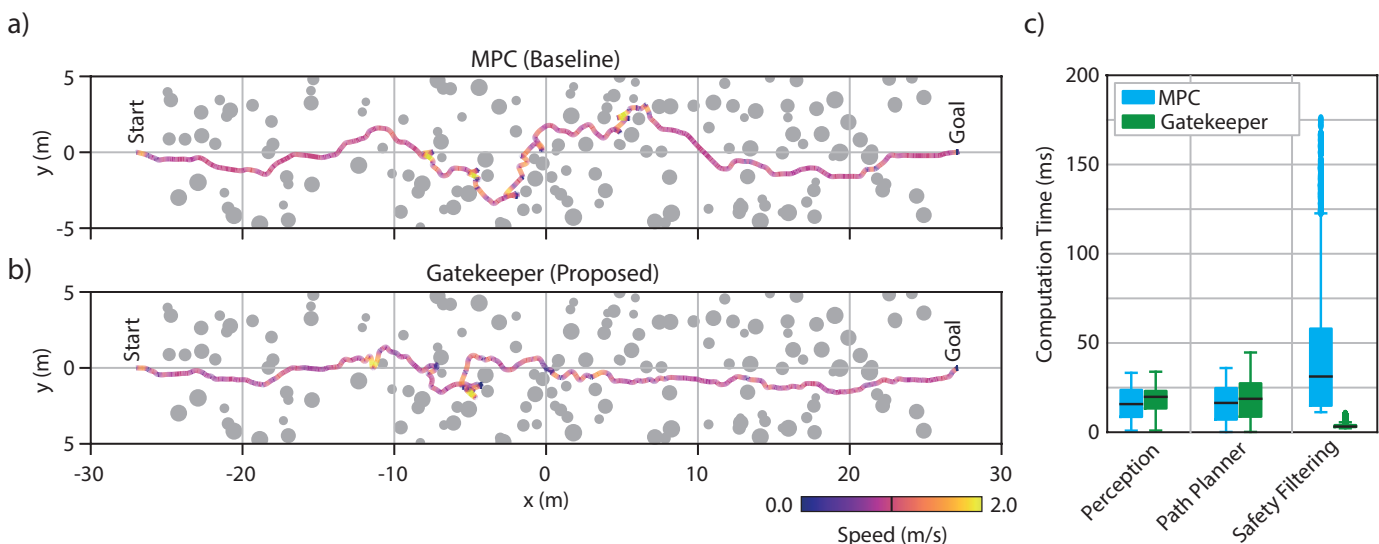 a)
MPC (Baseline)
5
0
-5
y (m)
Start
Goal
b)
Gatekeeper (Proposed)
5
0
5
y (m)
Start
Goal
-30
-20
-10
0
10
20
30
x (m)
0.0
2.0
Speed (m/s)
c)
200
150
100
50
0
Computation Time (ms)
MPC
Gatekeeper
Perception
Path Planner
Safety Filtering